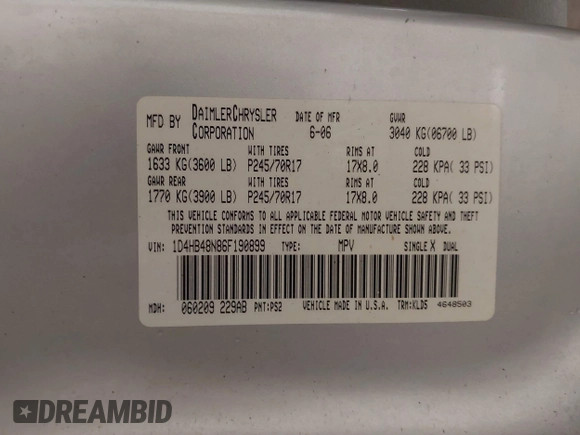 MFD BY DAIMLERCHRYSLER CORPORATION DATE OF MFR 6-06 GVWR 3040 KG(06700 LB)
GAWR FRONT WITH TIRES RIMS AT COLD
1633 KG(3600 LB) P245/70R17 17X8.0 228 KPA( 33 PSI)
GAWR REAR WITH TIRES RIMS AT COLD
1770 KG(3900 LB) P245/70R17 17X8.0 228 KPA( 33 PSI)
THIS VEHICLE CONFORMS TO ALL APPLICABLE FEDERAL MOTOR VEHICLE SAFETY AND THEFT
PREVENTION STANDARDS IN EFFECT ON THE DATE OF MANUFACTURE SHOWN ABOVE.
VIN: 1D4HB48N86F190899 TYPE: MPV SINGLE X DUAL
MDH: 060209 229AB PNT:PS2 VEHICLE MADE IN U.S.A. TRM:KLD5 4648503
DREAMBID